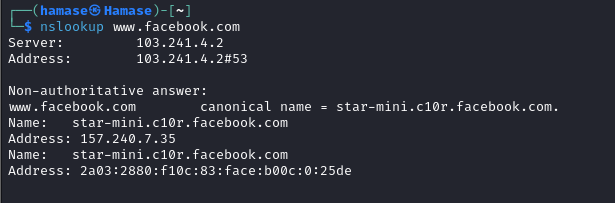 ┌──(hamase㉿Hamase)-[~]
└─$ nslookup www.facebook.com
Server:         103.241.4.2
Address:        103.241.4.2#53

Non-authoritative answer:
www.facebook.com        canonical name = star-mini.c10r.facebook.com.
Name:   star-mini.c10r.facebook.com
Address: 157.240.7.35
Name:   star-mini.c10r.facebook.com
Address: 2a03:2880:f10c:83:face:b00c:0:25de